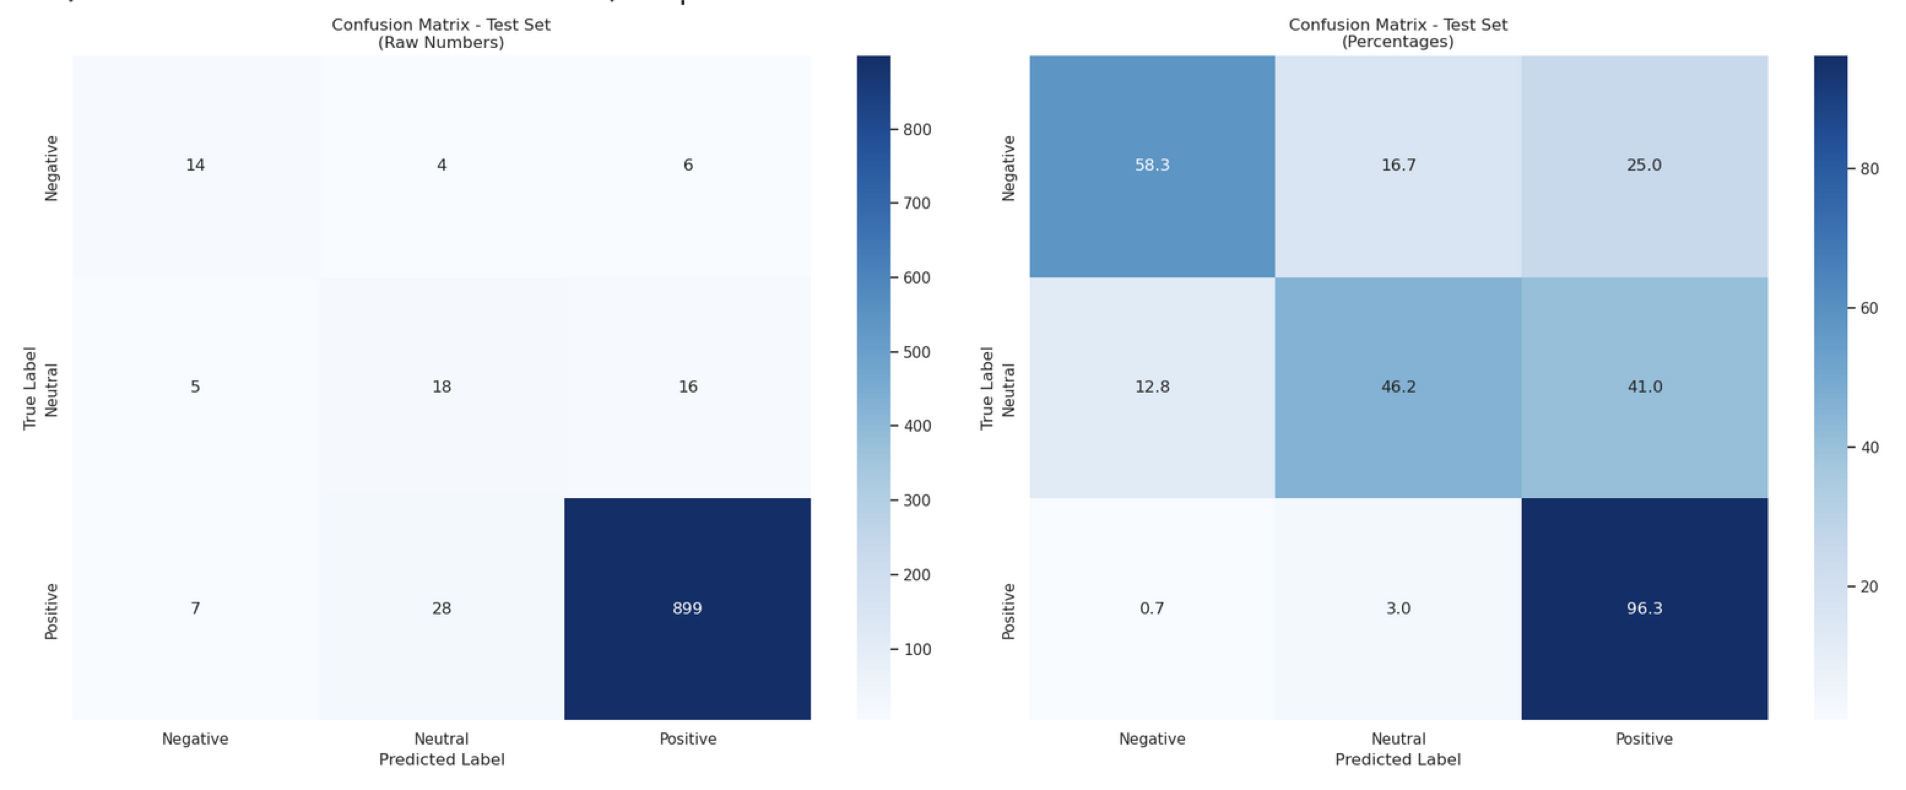 Confusion Matrix - Test Set
(Raw Numbers)
True Label
Negative
14 4 6
Neutral
5 18 16
Positive
7 28 899
Negative Neutral Positive
Predicted Label
800
700
600
500
400
300
200
100
Confusion Matrix - Test Set
(Percentages)
True Label
Negative
58.3 16.7 25.0
Neutral
12.8 46.2 41.0
Positive
0.7 3.0 96.3
Negative Neutral Positive
Predicted Label
80
60
40
20